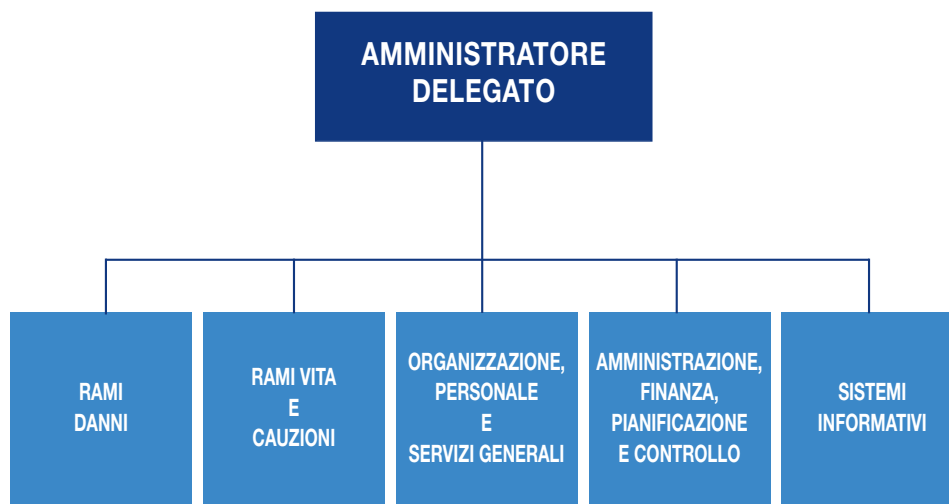 AMMINISTRATORE
DELEGATO
RAMI
DANNI
RAMI VITA
E
CAUZIONI
ORGANIZZAZIONE,
PERSONALE
E
SERVIZI GENERALI
AMMINISTRAZIONE,
FINANZA,
PIANIFICAZIONE
E CONTROLLO
SISTEMI
INFORMATIVI